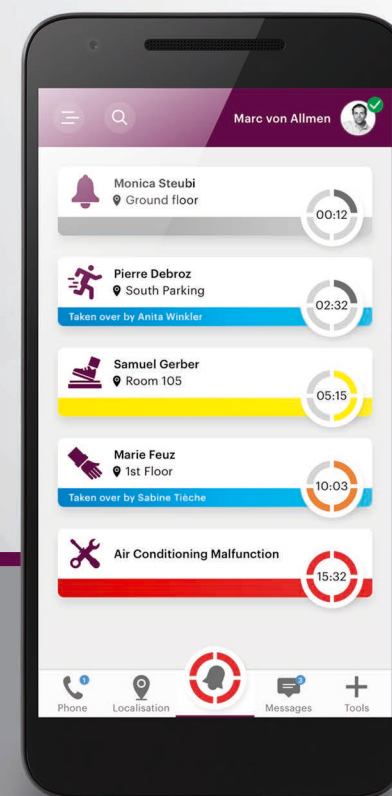 Marc von Allmen
Monica Steubi
Ground floor
00:12
Pierre Debroz
South Parking
02:32
Taken over by Anita Winkler
Samuel Gerber
Room 105
05:15
Marie Feuz
1st Floor
10:03
Taken over by Sabine Tièche
Air Conditioning Malfunction
15:32
1
3
Phone
Localisation
Messages
Tools